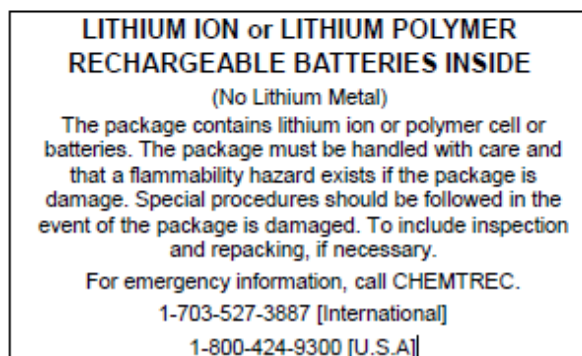 LITHIUM ION or LITHIUM POLYMER
RECHARGEABLE BATTERIES INSIDE
(No Lithium Metal)
The package contains lithium ion or polymer cell or
batteries. The package must be handled with care and
that a flammability hazard exists if the package is
damage. Special procedures should be followed in the
event of the package is damaged. To include inspection
and repacking, if necessary.
For emergency information, call CHEMTREC.
1-703-527-3887 [International]
1-800-424-9300 [U.S.A]